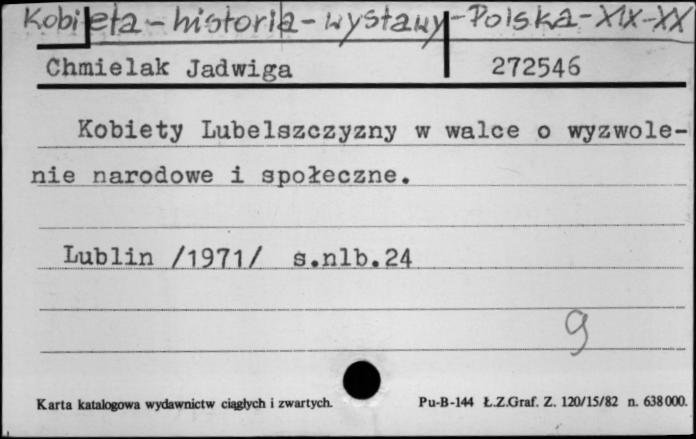 Kobieta - historia - wystawy - Polska - XIX-XX
Chmielak Jadwiga 272546
Kobiety Lubelszczyzny w walce o wyzwole-
nie narodowe i społeczne.
Lublin /1971/ s.nlb.24
9
Karta katalogowa wydawnictw ciągłych i zwartych. Pu-B-144 Ł.Z.Graf. Z. 120/15/82 n. 638000.